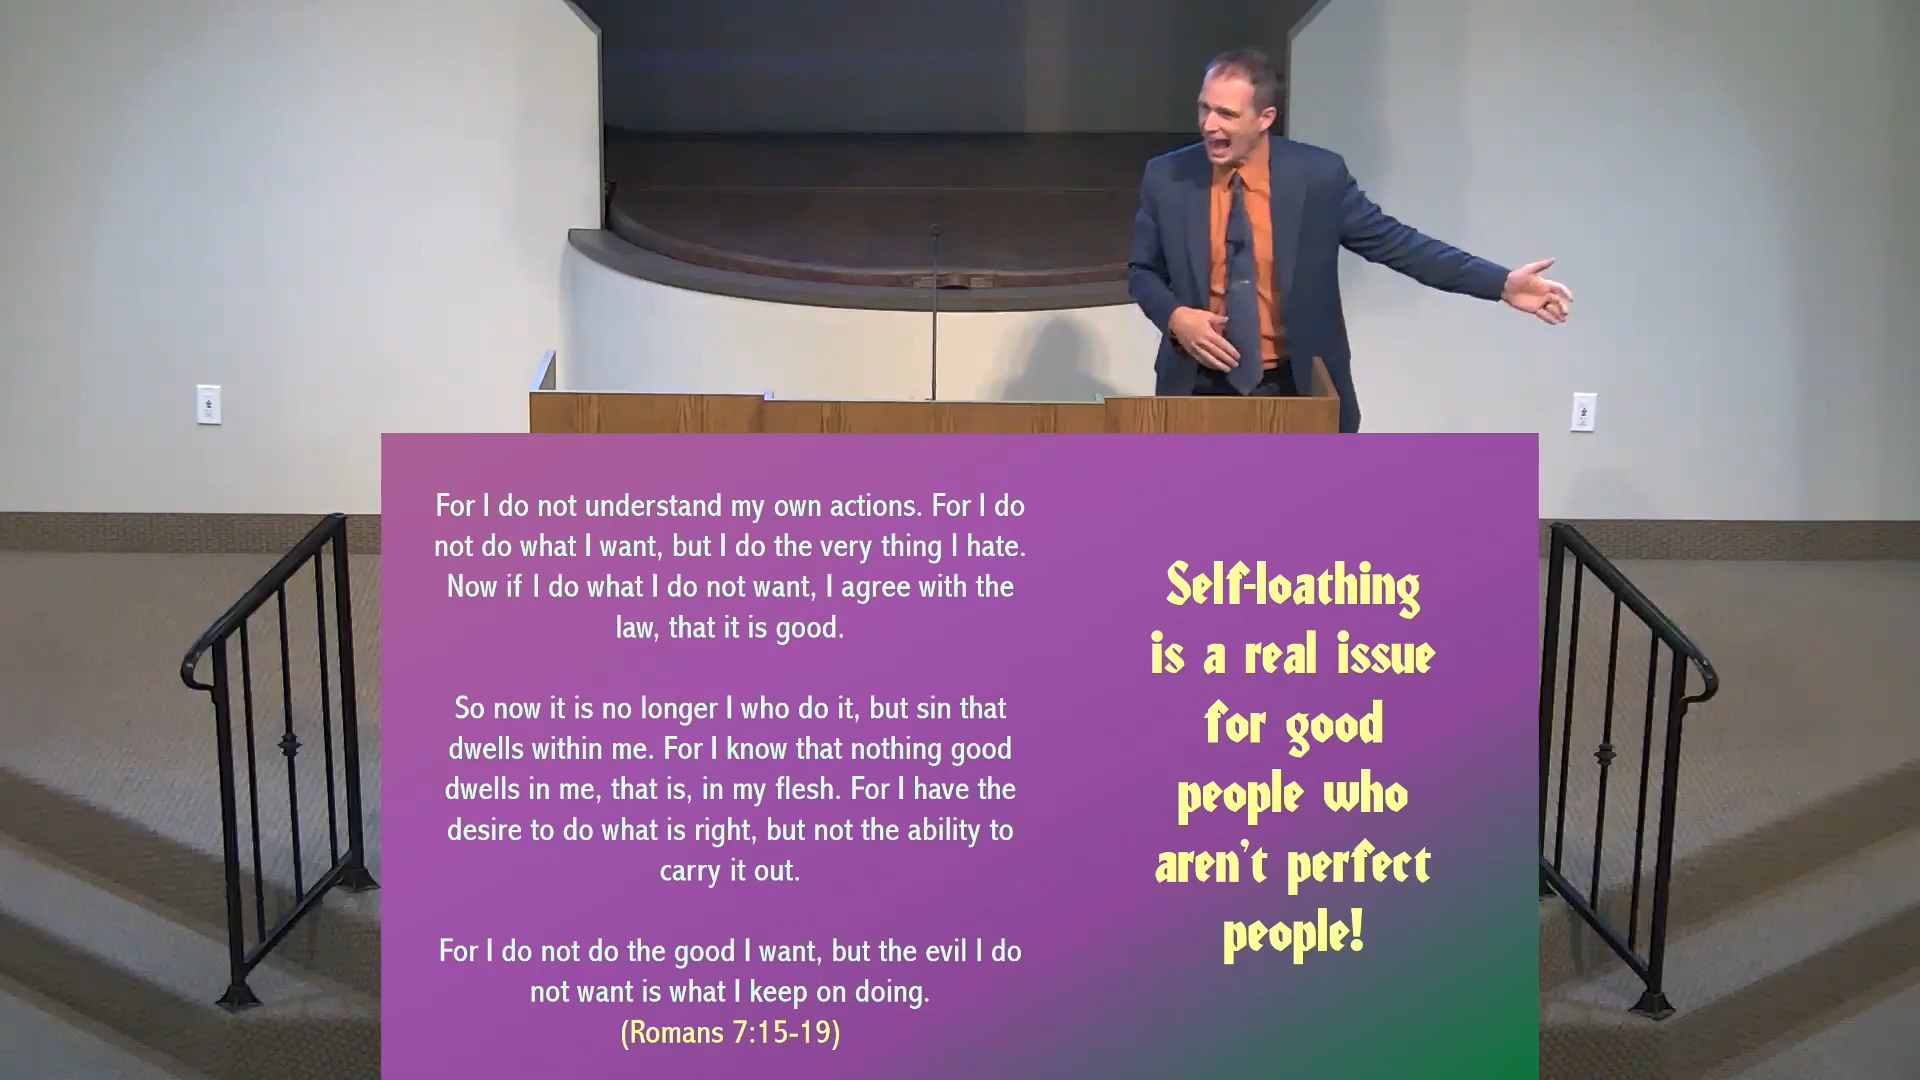 For I do not understand my own actions. For I do
not do what I want, but I do the very thing I hate.
Now if I do what I do not want, I agree with the
law, that it is good.
So now it is no longer I who do it, but sin that
dwells within me. For I know that nothing good
dwells in me, that is, in my flesh. For I have the
desire to do what is right, but not the ability to
carry it out.
For I do not do the good I want, but the evil I do
not want is what I keep on doing.
(Romans 7:15-19)
Self-loathing
is a real issue
for good
people who
aren't perfect
people!